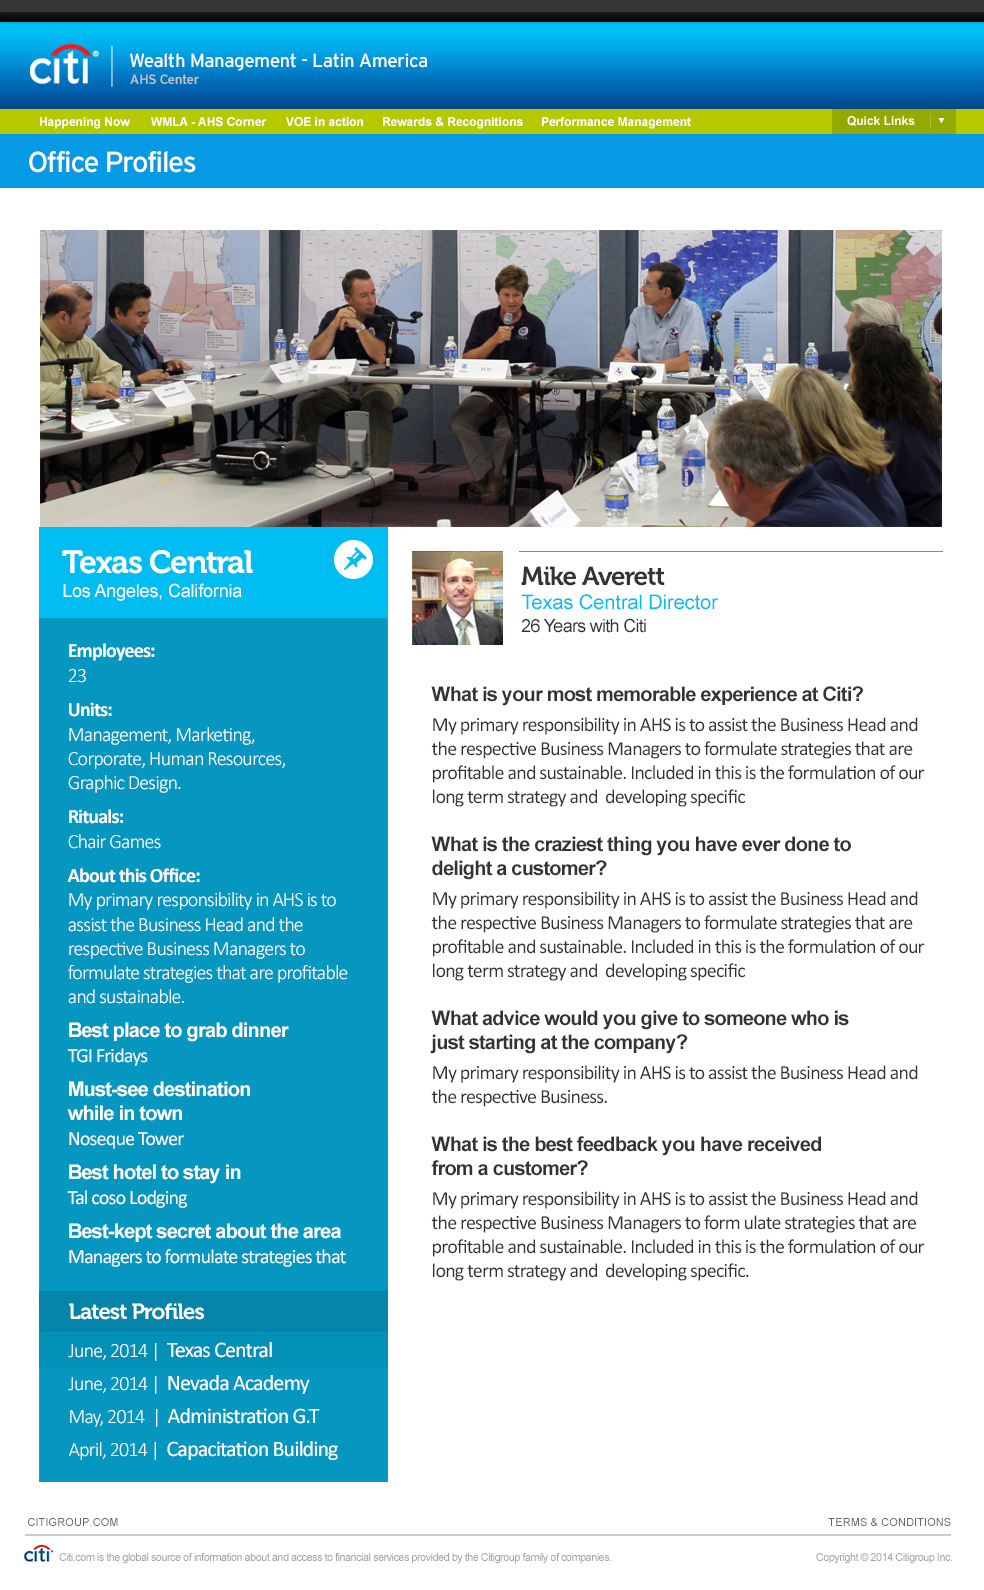 citi®
Wealth Management - Latin America
AHS Center
Happening Now
WMLA - AHS Corner
VOE in action
Rewards & Recognitions
Performance Management
Quick Links
Office Profiles
Texas Central
Los Angeles, California
Employees:
23
Units:
Management, Marketing,
Corporate, Human Resources,
Graphic Design.
Rituals:
Chair Games
About this Office:
My primary responsibility in AHS is to
assist the Business Head and the
respective Business Managers to
formulate strategies that are profitable
and sustainable.
Best place to grab dinner
TGI Fridays
Must-see destination
while in town
Noseque Tower
Best hotel to stay in
Tal coso Lodging
Best-kept secret about the area
Managers to formulate strategies that
Latest Profiles
June, 2014 | Texas Central
June, 2014 | Nevada Academy
May, 2014 | Administration G.T
April, 2014 | Capacitation Building
Mike Averett
Texas Central Director
26 Years with Citi
What is your most memorable experience at Citi?
My primary responsibility in AHS is to assist the Business Head and
the respective Business Managers to formulate strategies that are
profitable and sustainable. Included in this is the formulation of our
long term strategy and  developing specific
What is the craziest thing you have ever done to
delight a customer?
My primary responsibility in AHS is to assist the Business Head and
the respective Business Managers to formulate strategies that are
profitable and sustainable. Included in this is the formulation of our
long term strategy and  developing specific
What advice would you give to someone who is
just starting at the company?
My primary responsibility in AHS is to assist the Business Head and
the respective Business.
What is the best feedback you have received
from a customer?
My primary responsibility in AHS is to assist the Business Head and
the respective Business Managers to form ulate strategies that are
profitable and sustainable. Included in this is the formulation of our
long term strategy and  developing specific.
CITIGROUP.COM
TERMS & CONDITIONS
citi
Citi.com is the global source of information about and access to financial services provided by the Citigroup family of companies.
Copyright © 2014 Citigroup Inc.